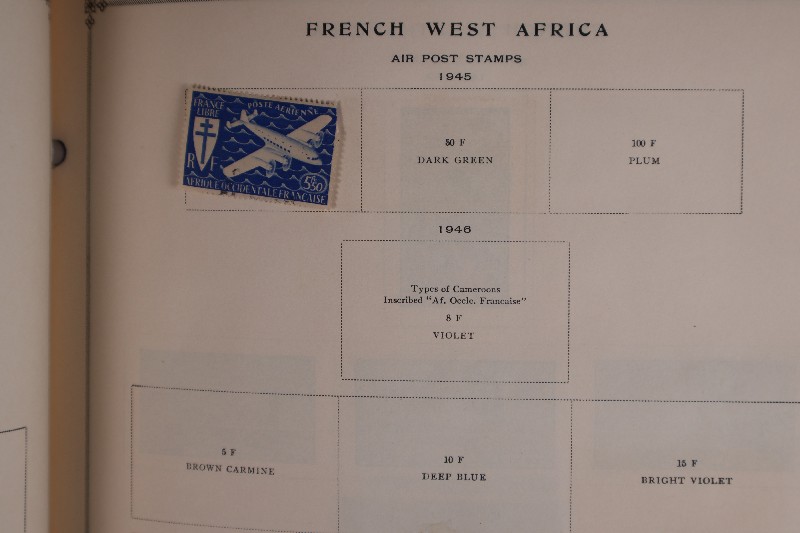 FRENCH WEST AFRICA
AIR POST STAMPS
1945
FRANCE LIBRE
POSTE AERIENNE
RF
5F50
AFRIQUE OCCIDENTALE FRANÇAISE
50 F
DARK GREEN
100 F
PLUM
1946
Types of Cameroons
Inscribed "Af. Occle. Francaise"
8 F
VIOLET
5 F
BROWN CARMINE
10 F
DEEP BLUE
15 F
BRIGHT VIOLET